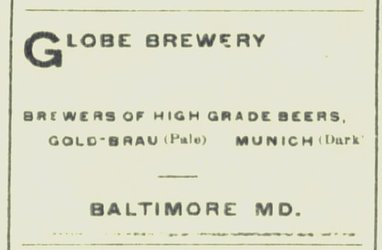 GLOBE BREWERY
BREWERS OF HIGH GRADE BEERS,
GOLD-BRAU (Pale) MUNICH (Dark
BALTIMORE MD.